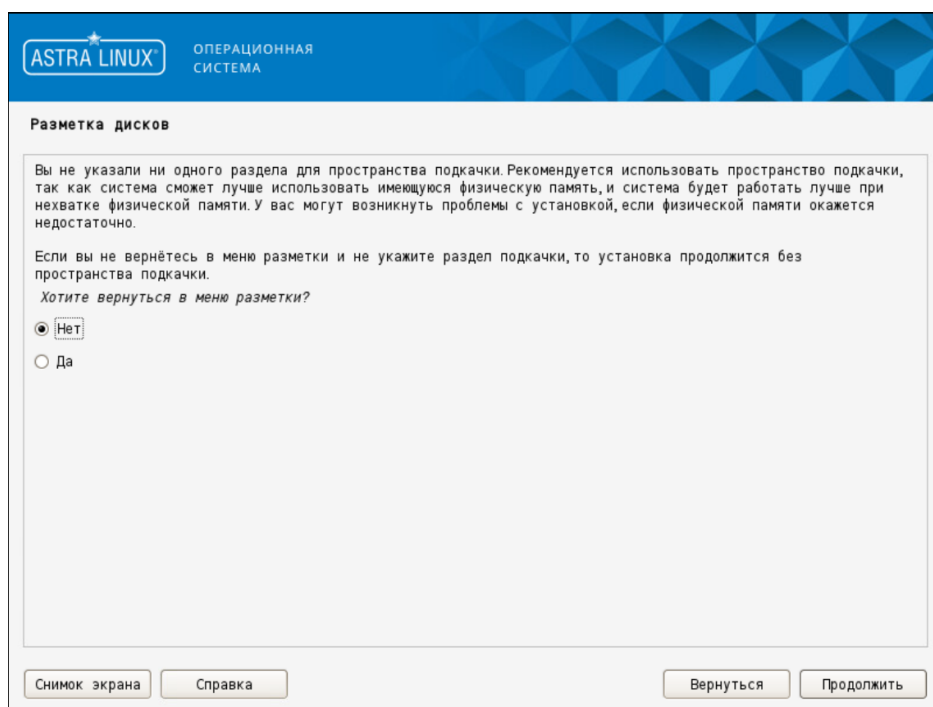 ASTRA LINUX®
ОПЕРАЦИОННАЯ
СИСТЕМА
Разметка дисков
Вы не указали ни одного раздела для пространства подкачки. Рекомендуется использовать пространство подкачки,
так как система сможет лучше использовать имеющуюся физическую память, и система будет работать лучше при
нехватке физической памяти. У вас могут возникнуть проблемы с установкой, если физической памяти окажется
недостаточно.
Если вы не вернётесь в меню разметки и не укажите раздел подкачки, то установка продолжится без
пространства подкачки.
Хотите вернуться в меню разметки?
Нет
Да
Снимок экрана Справка Вернуться Продолжить